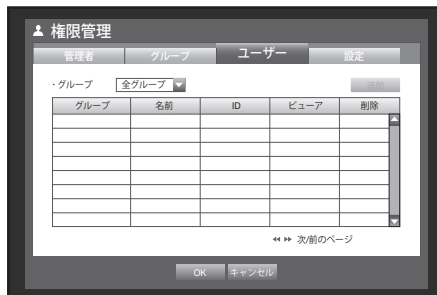 権限管理
管理者 グループ ユーザー 設定
· グループ 全グループ 追加
グループ 名前 ID ビューア 削除
次/前のページ
OK キャンセル